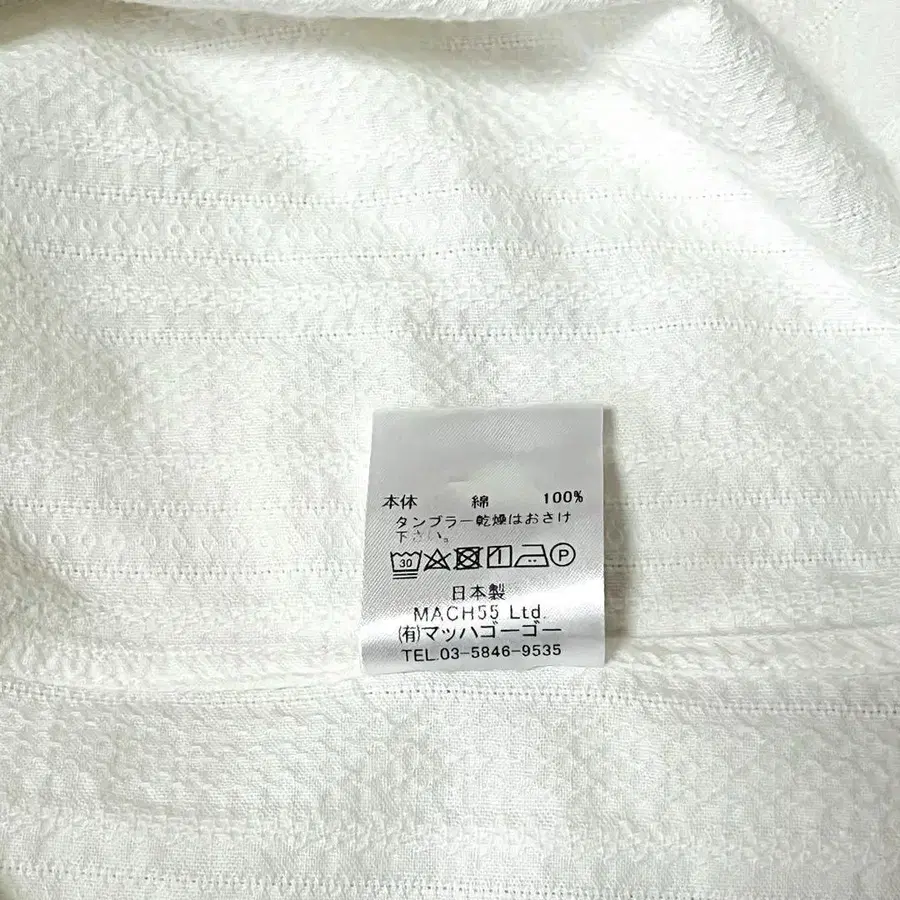 本体 綿 100%
タンブラー乾燥はおさけ
下さい。
30 P
日本製
MACH55 Ltd.
(有)マッハゴーゴー
TEL.03-5846-9535